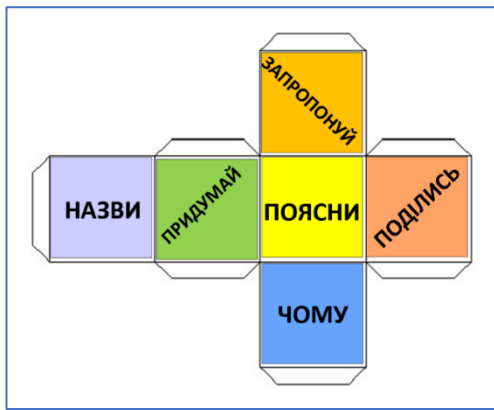 ЗАПРОПОНУЙ
НАЗВИ
ПРИДУМАЙ
ПОЯСНИ
ПОДІЛИСЬ
ЧОМУ